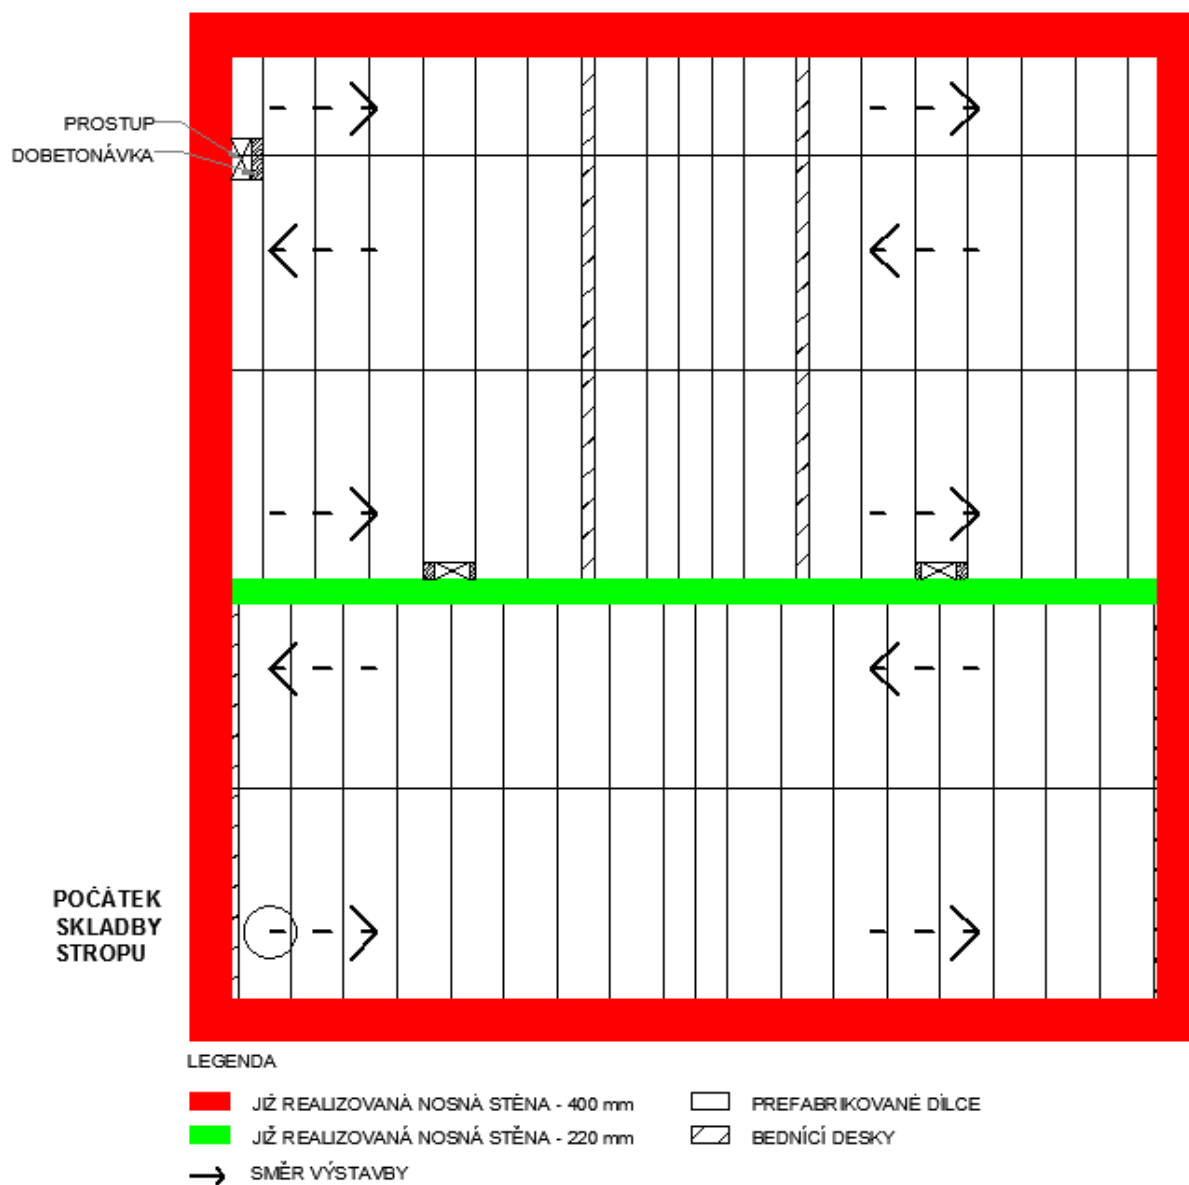 PROSTUP
DOBETONÁVKA
POČÁTEK
SKLADBY
STROPU
LEGENDA
JIŽ REALIZOVANÁ NOSNÁ STĚNA - 400 mm
PREFABRIKOVANÉ DÍLCE
JIŽ REALIZOVANÁ NOSNÁ STĚNA - 220 mm
BEDNÍCÍ DESKY
SMĚR VÝSTAVBY